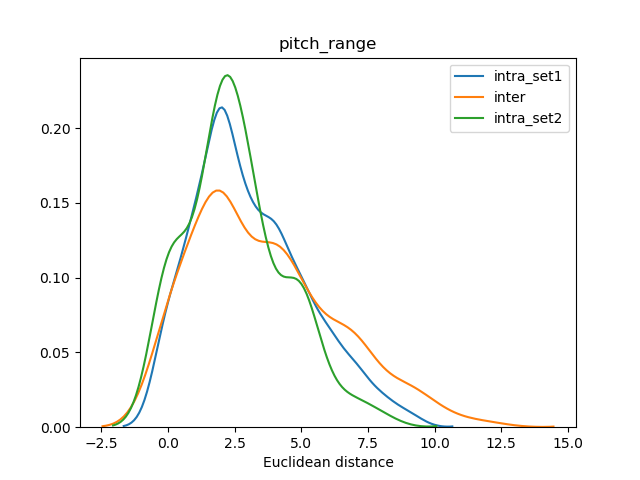 pitch_range
intra_set1
inter
intra_set2
0.20
0.15
0.10
0.05
0.00
−2.5 0.0 2.5 5.0 7.5 10.0 12.5 15.0
Euclidean distance